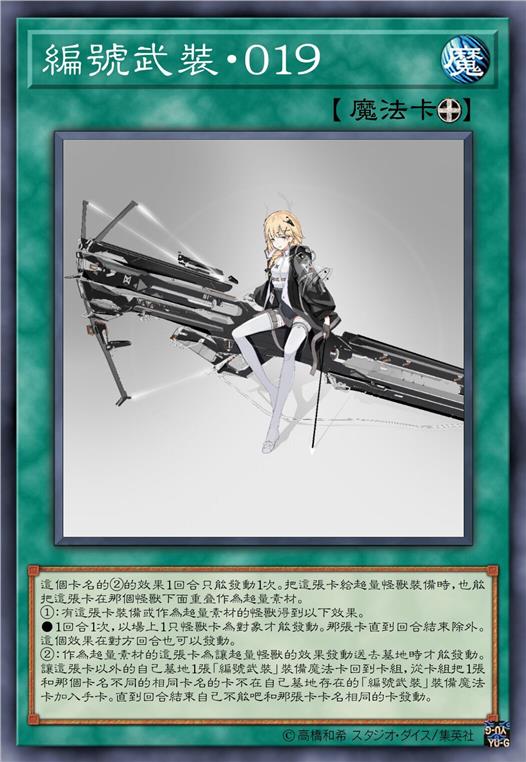 編號武裝·019
魔
【魔法卡】
這個卡名的②的效果1回合只能發動1次。把這張卡給超量怪獸裝備時，也能
把這張卡在那個怪獸下面重疊作為超量素材。
①：有這張卡裝備或作為超量素材的怪獸得到以下效果。
●1回合1次，以場上1只怪獸卡為對象才能發動。那張卡直到回合結束除外。
這個效果在對方回合也可以發動。
②：作為超量素材的這張卡為讓超量怪獸的效果發動送去墓地時才能發動。
讓這張卡以外的自己墓地1張「編號武裝」裝備魔法卡回到卡組，從卡組把1張
和那個卡名不同的相同卡名的卡不在自己墓地存在的「編號武裝」裝備魔法
卡加入手卡。直到回合結束自己不能吧和那張卡卡名相同的卡發動。
©高橋和希 スタジオ・ダイス/集英社
YU-G